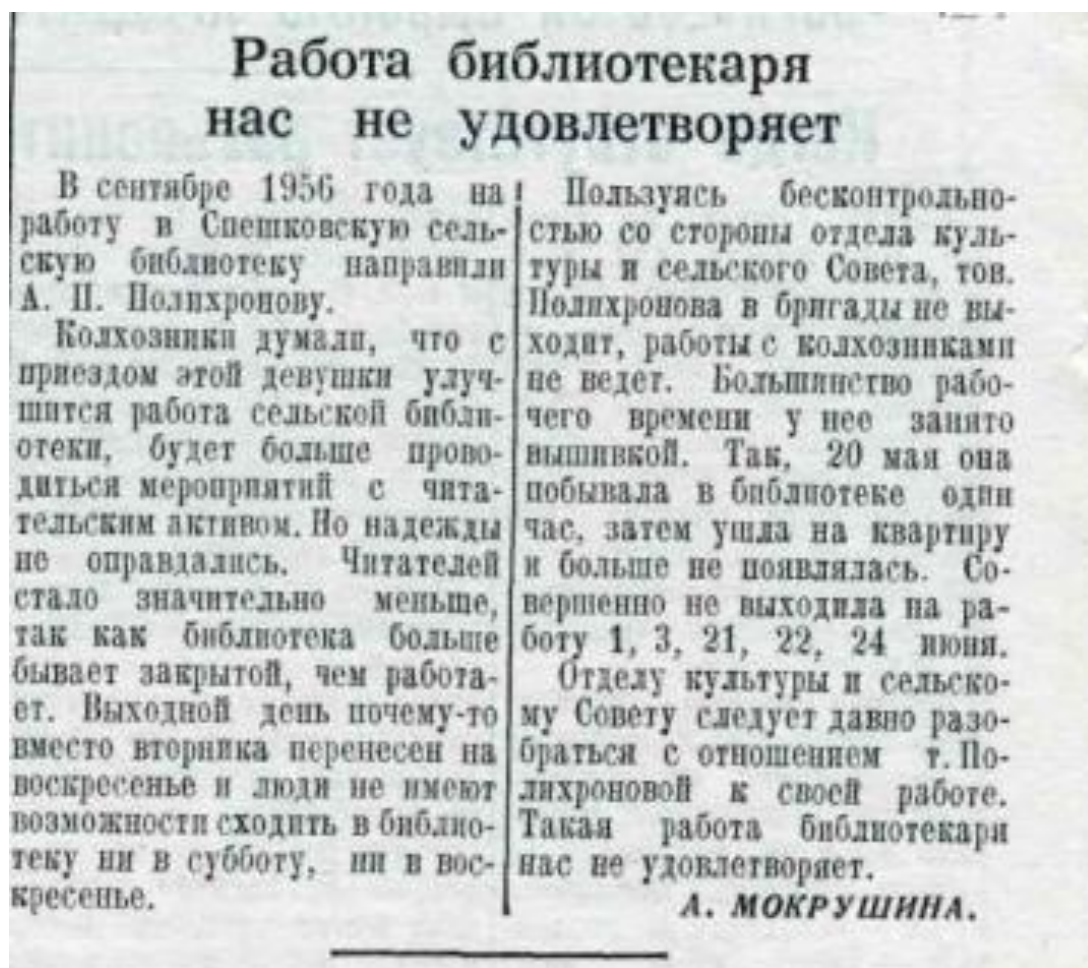 Работа библиотекаря
нас не удовлетворяет
В сентябре 1956 года на
работу в Спешковскую сель-
скую библиотеку направили
А. П. Полихронову.
Колхозники думали, что с
приездом этой девушки улуч-
шится работа сельской библи-
отеки, будет больше прово-
диться мероприятий с чита-
тельским активом. Но надежды
не оправдались. Читателей
стало значительно меньше,
так как библиотека больше
бывает закрытой, чем работа-
ет. Выходной день почему-то
вместо вторника перенесен на
воскресенье и люди не имеют
возможности сходить в библио-
теку ни в субботу, ни в вос-
кресенье.
Пользуясь бесконтрольно-
стью со стороны отдела куль-
туры и сельского Совета, тов.
Полихронова в бригады не вы-
ходит, работы с колхозниками
не ведет. Большинство рабо-
чего времени у нее занято
вышивкой. Так, 20 мая она
побывала в библиотеке один
час, затем ушла на квартиру
и больше не появлялась. Со-
вершенно не выходила на ра-
боту 1, 3, 21, 22, 24 июня.
Отделу культуры и сельско-
му Совету следует давно разо-
браться с отношением т. По-
лихроновой к своей работе.
Такая работа библиотекаря
нас не удовлетворяет.
А. МОКРУШИНА.